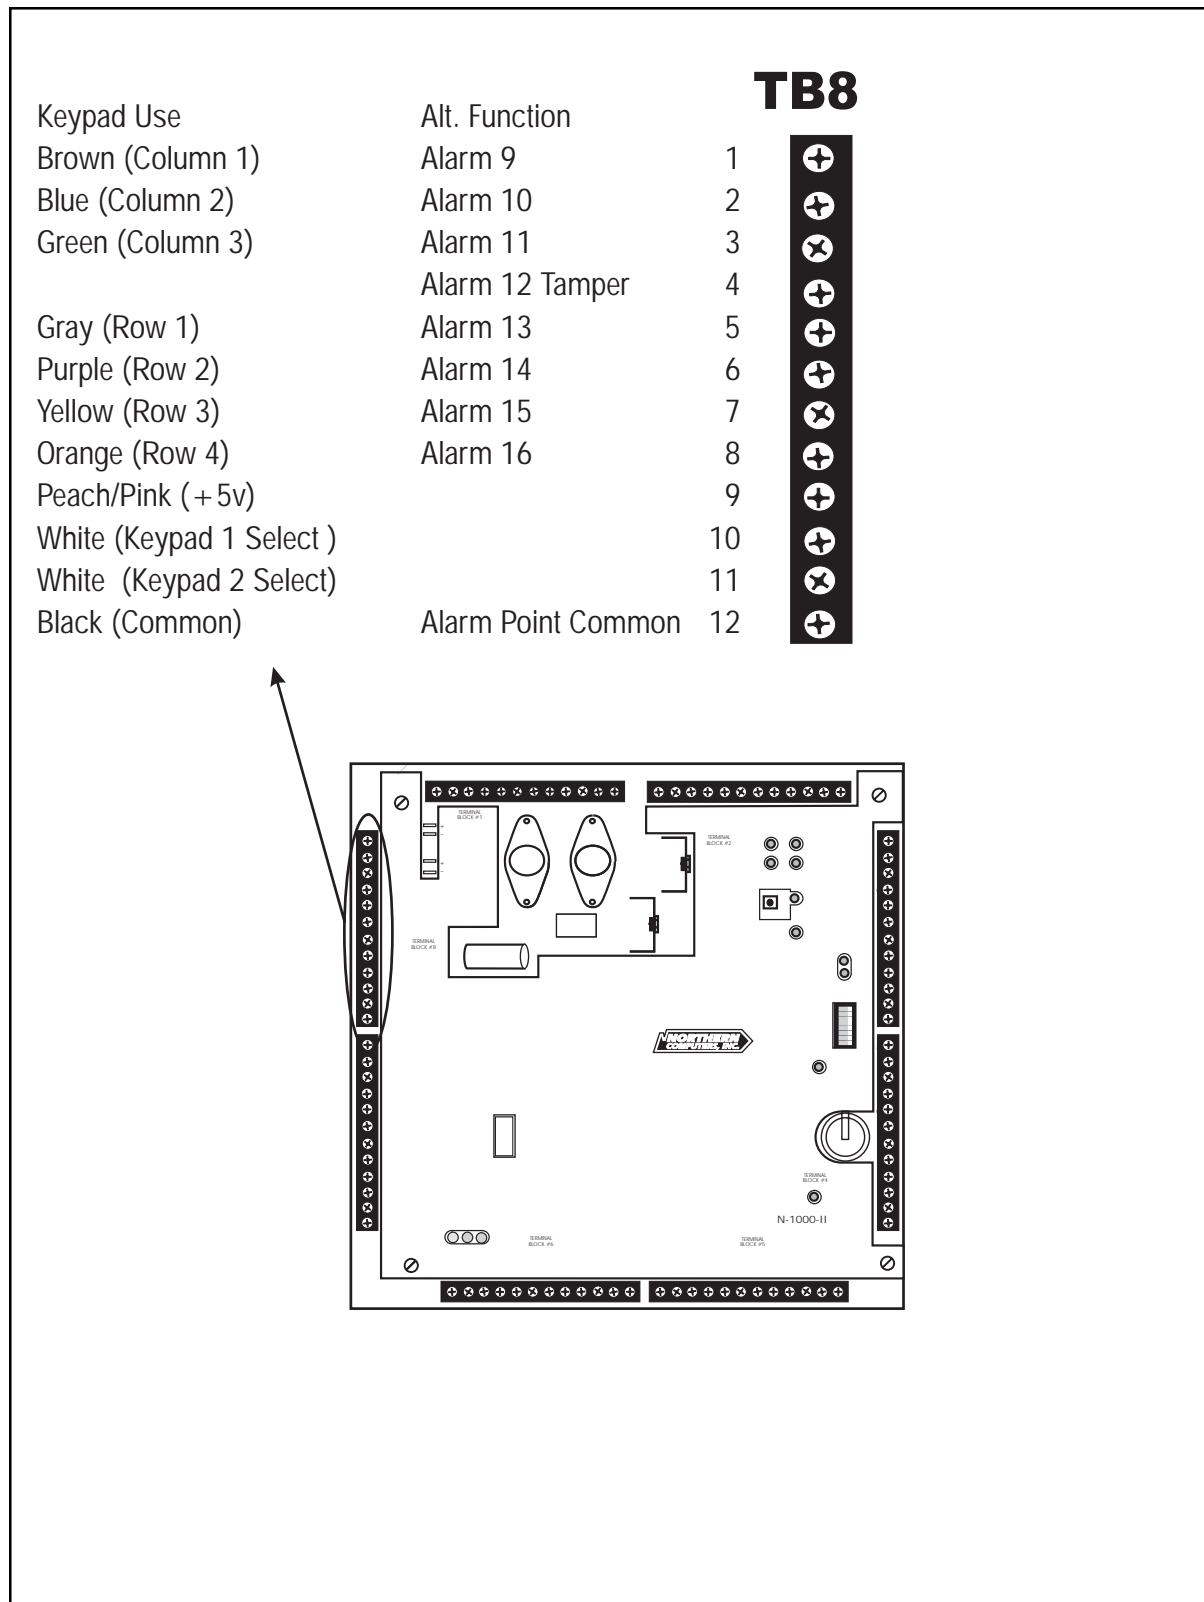 TB8
Keypad Use Alt. Function
Brown (Column 1) Alarm 9 1
Blue (Column 2) Alarm 10 2
Green (Column 3) Alarm 11 3
Alarm 12 Tamper 4
Gray (Row 1) Alarm 13 5
Purple (Row 2) Alarm 14 6
Yellow (Row 3) Alarm 15 7
Orange (Row 4) Alarm 16 8
Peach/Pink (+5v) 9
White (Keypad 1 Select ) 10
White (Keypad 2 Select) 11
Black (Common) Alarm Point Common 12
TERMINAL
BLOCK #1
+
-
+
-
TERMINAL
BLOCK #2
TERMINAL
BLOCK #8
NORTHERN
COMPUTERS, INC.
TERMINAL
BLOCK #4
N-1000-II
TERMINAL
BLOCK #6
TERMINAL
BLOCK #5